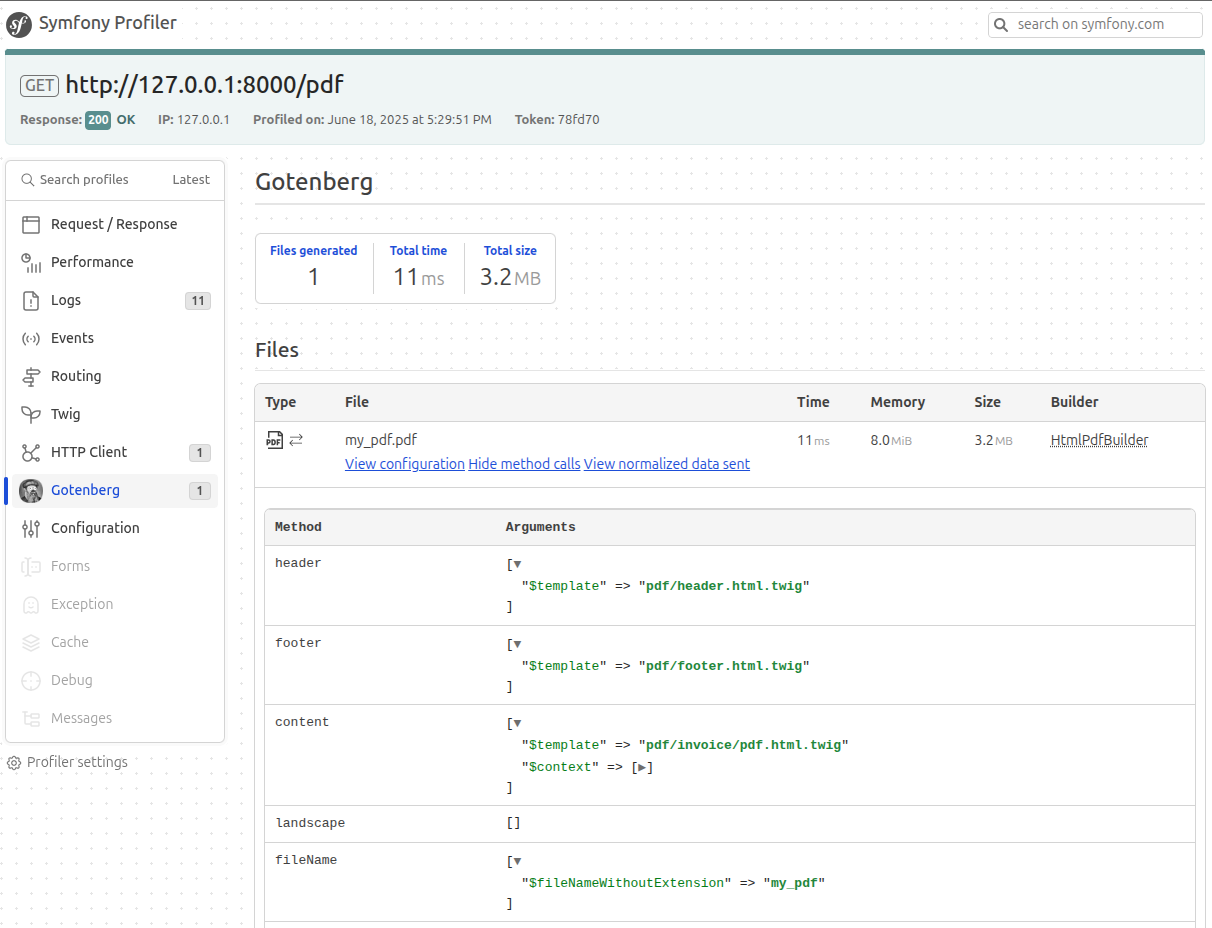 sf Symfony Profiler
search on symfony.com
GET http://127.0.0.1:8000/pdf
Response: 200 OK IP: 127.0.0.1 Profiled on: June 18, 2025 at 5:29:51 PM Token: 78fd70
Search profiles Latest
Request / Response
Performance
Logs 11
Events
Routing
Twig
HTTP Client 1
Gotenberg 1
Configuration
Forms
Exception
Cache
Debug
Messages
Profiler settings
Gotenberg
Files generated Total time Total size
1 11 ms 3.2 MB
Files
Type File Time Memory Size Builder
PDF my_pdf.pdf 11 ms 8.0 MiB 3.2 MB HtmlPdfBuilder
View configuration Hide method calls View normalized data sent
Method Arguments
header [▼
"$template" => "pdf/header.html.twig"
]
footer [▼
"$template" => "pdf/footer.html.twig"
]
content [▼
"$template" => "pdf/invoice/pdf.html.twig"
"$context" => [▶]
]
landscape []
fileName [▼
"$fileNameWithoutExtension" => "my_pdf"
]